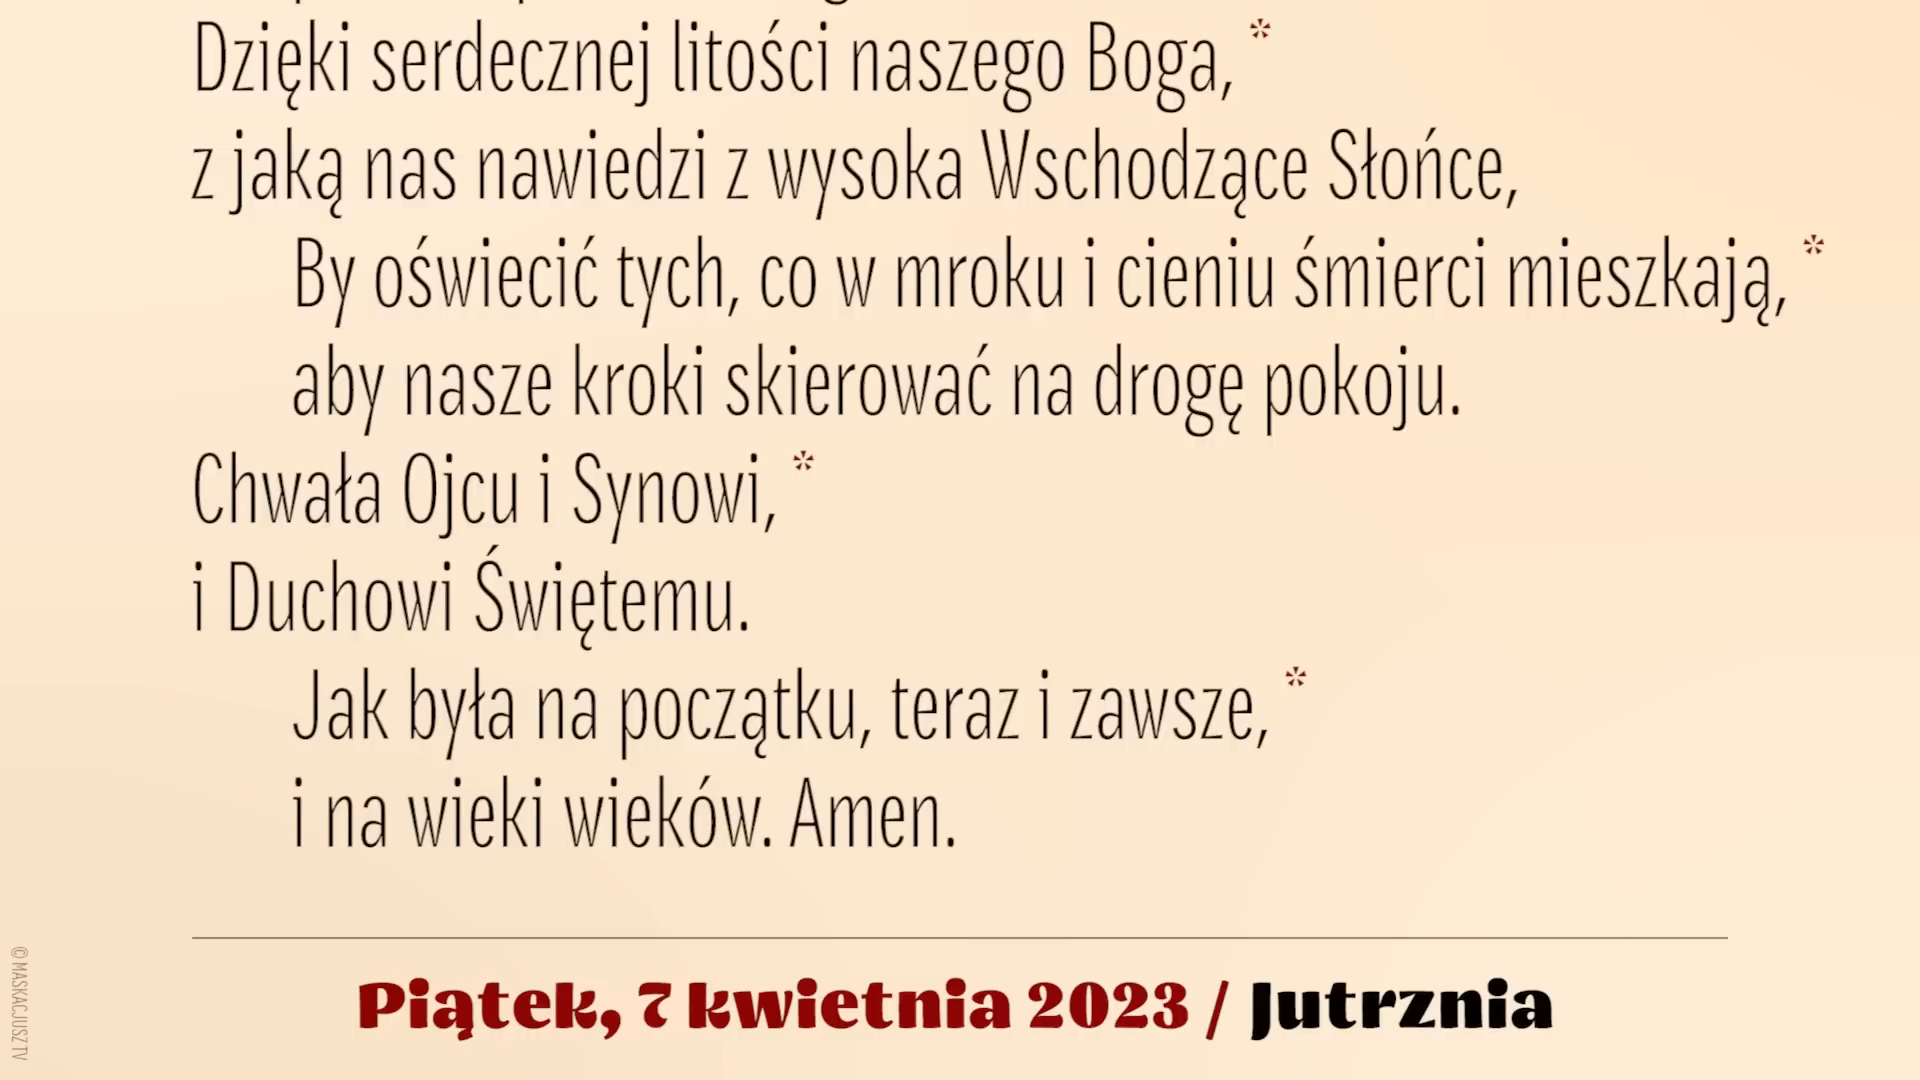 Dzięki serdecznej litości naszego Boga, *
z jaką nas nawiedzi z wysoka Wschodzące Słońce,
By oświecić tych, co w mroku i cieniu śmierci mieszkają, *
aby nasze kroki skierować na drogę pokoju.
Chwała Ojcu i Synowi, *
i Duchowi Świętemu.
Jak była na początku, teraz i zawsze, *
i na wieki wieków. Amen.
Piątek, 7 kwietnia 2023 / Jutrznia
© MASKACJUSZ TV